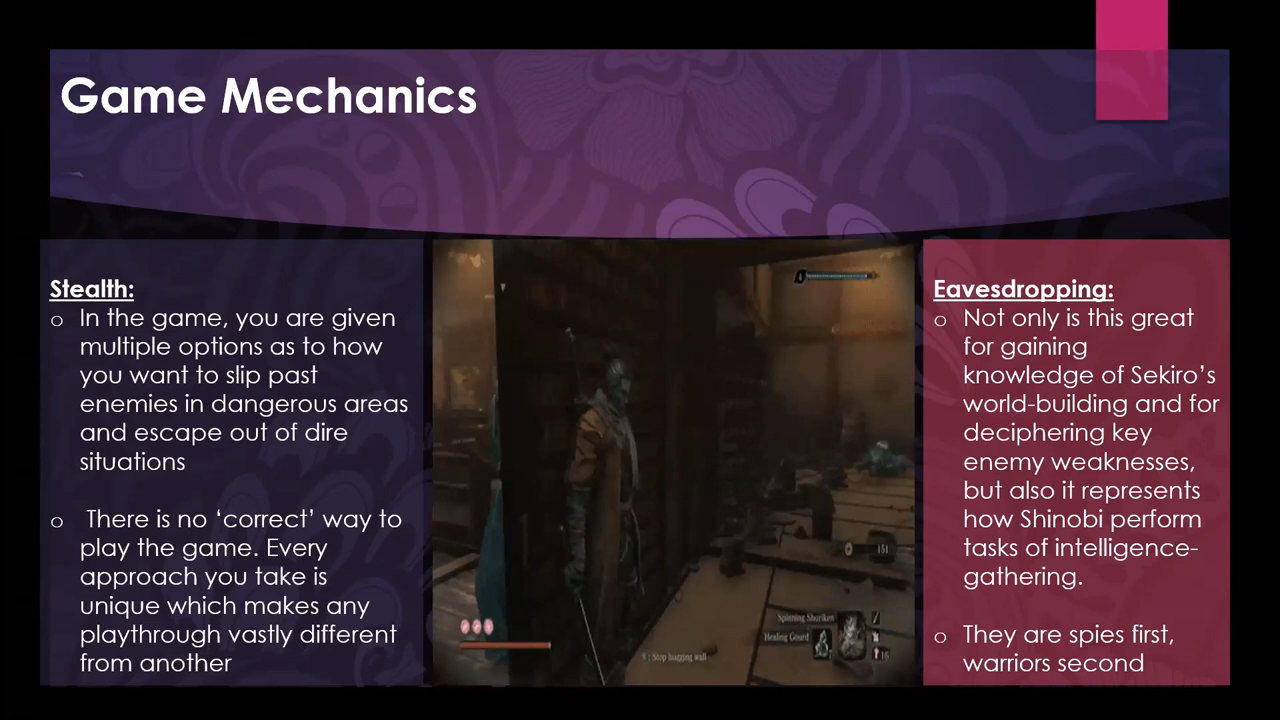 Game Mechanics
Stealth:
o In the game, you are given
multiple options as to how
you want to slip past
enemies in dangerous areas
and escape out of dire
situations
o There is no ‘correct’ way to
play the game. Every
approach you take is
unique which makes any
playthrough vastly different
from another
151
Spinning Shuriken
Healing Gourd
16
: Stop hugging wall
Eavesdropping:
o Not only is this great
for gaining
knowledge of Sekiro’s
world-building and for
deciphering key
enemy weaknesses,
but also it represents
how Shinobi perform
tasks of intelligence-
gathering.
o They are spies first,
warriors second